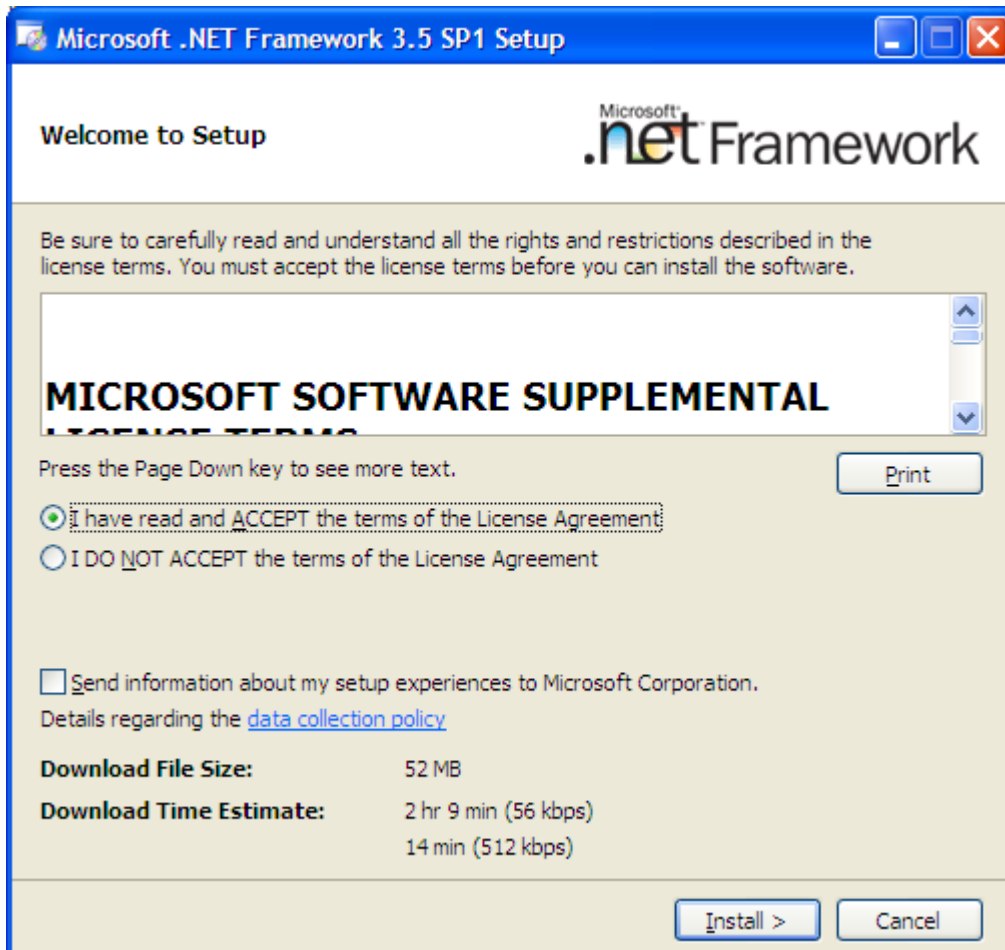 Microsoft .NET Framework 3.5 SP1 Setup
Welcome to Setup
Microsoft
.net Framework
Be sure to carefully read and understand all the rights and restrictions described in the
license terms. You must accept the license terms before you can install the software.
MICROSOFT SOFTWARE SUPPLEMENTAL
LICENSE TERMS
Press the Page Down key to see more text.
Print
I have read and ACCEPT the terms of the License Agreement
I DO NOT ACCEPT the terms of the License Agreement
Send information about my setup experiences to Microsoft Corporation.
Details regarding the data collection policy
Download File Size: 52 MB
Download Time Estimate: 2 hr 9 min (56 kbps)
14 min (512 kbps)
Install > Cancel